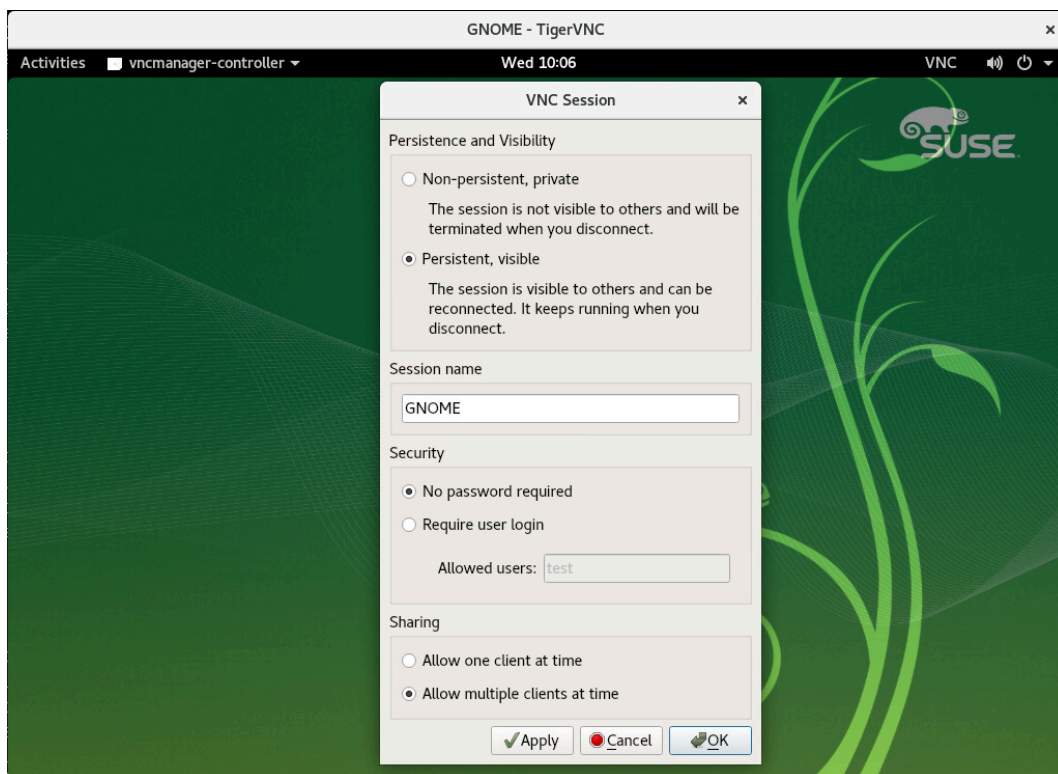 GNOME - TigerVNC
Activities vncmanager-controller Wed 10:06 VNC
VNC Session
SUSE
Persistence and Visibility
Non-persistent, private
The session is not visible to others and will be
terminated when you disconnect.
Persistent, visible
The session is visible to others and can be
reconnected. It keeps running when you
disconnect.
Session name
GNOME
Security
No password required
Require user login
Allowed users: test
Sharing
Allow one client at time
Allow multiple clients at time
Apply Cancel OK